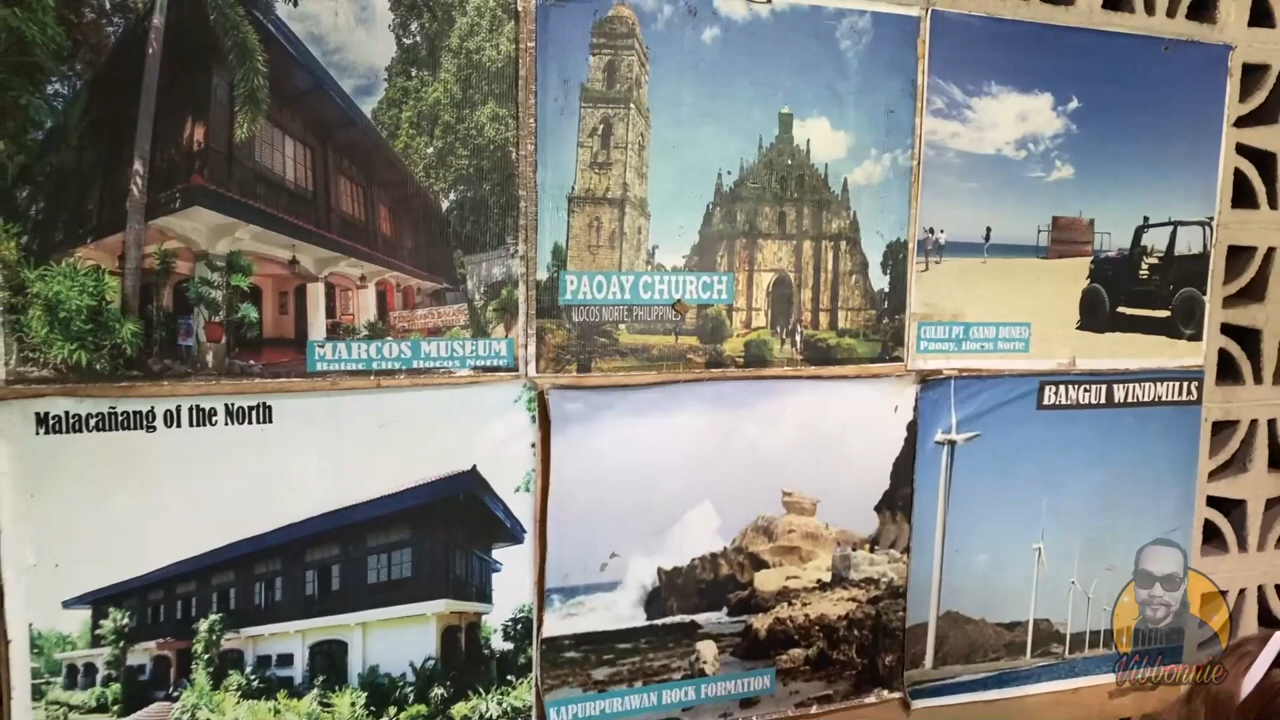 MARCOS MUSEUM
Balac City, Ilocos Norte
PAOAY CHURCH
ILOCOS NORTE, PHILIPPINES
CULILI PT. (SAND DUNES)
Paoay, Ilocos Norte
Malacañang of the North
KAPURPURAWAN ROCK FORMATION
BANGUI WINDMILLS
Vibbonnie